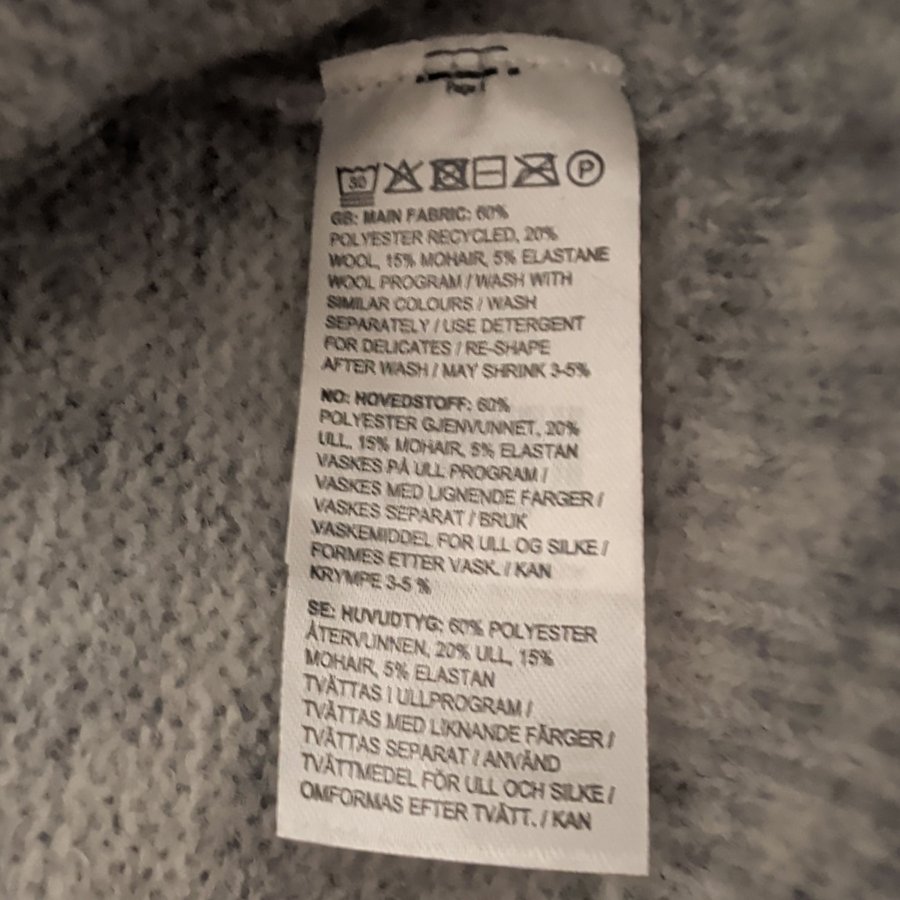 Page 1
30 P
GB: MAIN FABRIC: 60%
POLYESTER RECYCLED, 20%
WOOL, 15% MOHAIR, 5% ELASTANE
WOOL PROGRAM / WASH WITH
SIMILAR COLOURS / WASH
SEPARATELY / USE DETERGENT
FOR DELICATES / RE-SHAPE
AFTER WASH / MAY SHRINK 3-5%
NO: HOVEDSTOFF: 60%
POLYESTER GJENVUNNET, 20%
ULL, 15% MOHAIR, 5% ELASTAN
VASKES PÅ ULL PROGRAM /
VASKES MED LIGNENDE FARGER /
VASKES SEPARAT / BRUK
VASKEMIDDEL FOR ULL OG SILKE /
FORMES ETTER VASK. / KAN
KRYMPE 3-5 %
SE: HUVUDTYG: 60% POLYESTER
ÅTERVUNNEN, 20% ULL, 15%
MOHAIR, 5% ELASTAN
TVÄTTAS I ULLPROGRAM /
TVÄTTAS MED LIKNANDE FÄRGER /
TVÄTTAS SEPARAT / ANVÄND
TVÄTTMEDEL FÖR ULL OCH SILKE /
OMFORMAS EFTER TVÄTT. / KAN